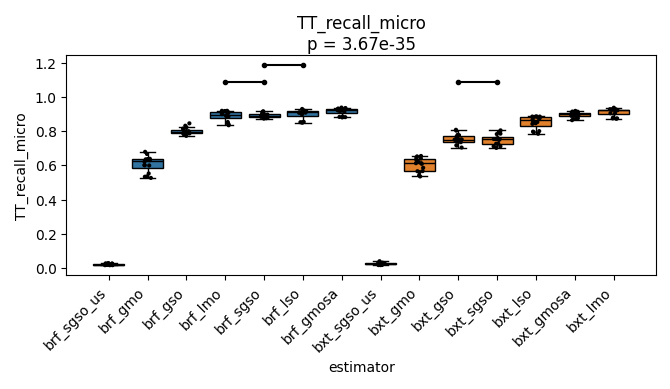 TT_recall_micro
p = 3.67e-35
TT_recall_micro
1.2
1.0
0.8
0.6
0.4
0.2
0.0
brf_sgso_us
brf_gmo
brf_gso
brf_lmo
brf_sgso
brf_lso
brf_gmosa
bxt_sgso_us
bxt_gmo
bxt_gso
bxt_sgso
bxt_lso
bxt_gmosa
bxt_lmo
estimator